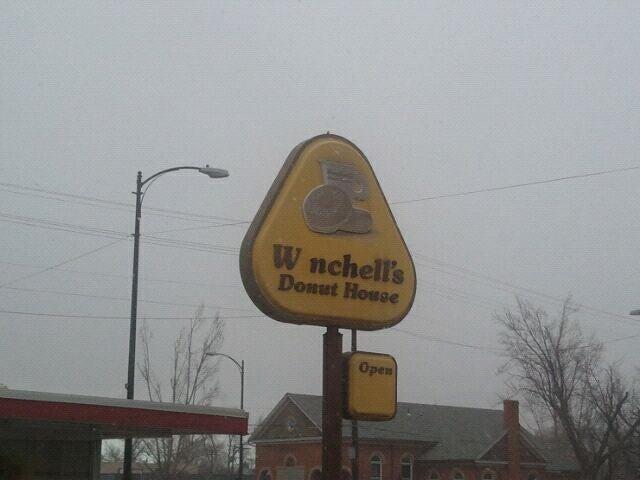 W nchell's
Donut House
Open